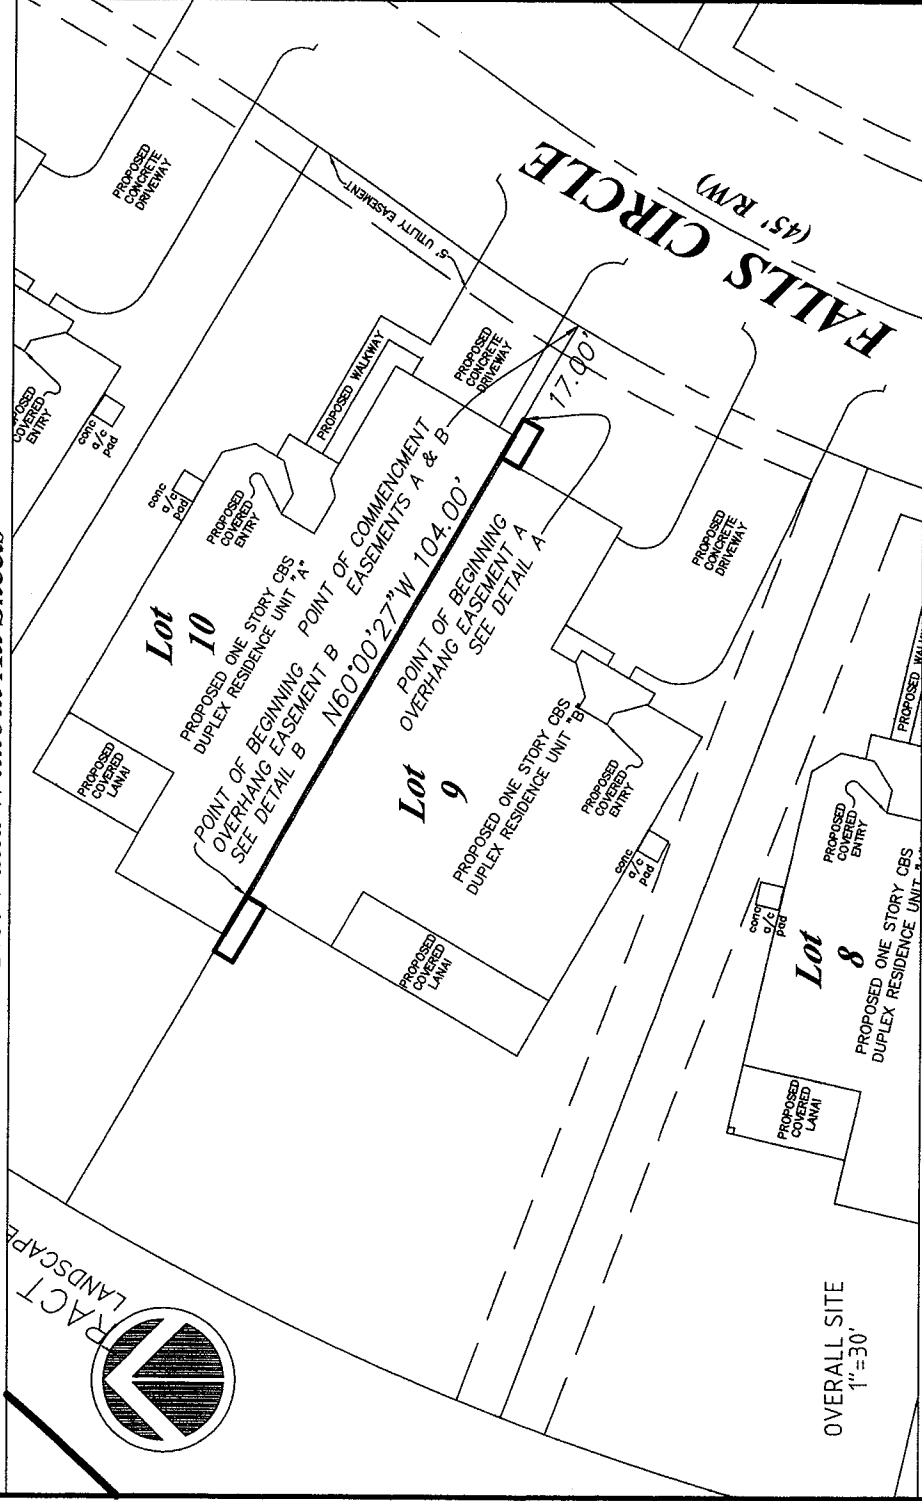 PROPOSED
CONCRETE
DRIVEWAY
5' UTILITY EASEMENT
FALLS CIRCLE
(45' R/W)
COVERED
ENTRY
conc
a/c
pad
conc
a/c
pad
PROPOSED WALKWAY
PROPOSED
CONCRETE
DRIVEWAY
17.00'
PROPOSED
COVERED
ENTRY
Lot
10
PROPOSED ONE STORY CBS
DUPLEX RESIDENCE UNIT "A"
POINT OF COMMENCMENT
EASEMENTS A & B
N60°00'27"W 104.00'
POINT OF BEGINNING
OVERHANG EASEMENT B
SEE DETAIL B
POINT OF BEGINNING
OVERHANG EASEMENT A
SEE DETAIL A
PROPOSED
COVERED
LANAI
PROPOSED
CONCRETE
DRIVEWAY
Lot
9
PROPOSED ONE STORY CBS
DUPLEX RESIDENCE UNIT "B"
PROPOSED
COVERED
ENTRY
conc
a/c
pad
PROPOSED
COVERED
LANAI
PROPOSED
PROPOSED
COVERED
ENTRY
conc
a/c
pad
Lot
8
PROPOSED ONE STORY CBS
DUPLEX RESIDENCE UNIT
PROPOSED
COVERED
LANAI
RACT
LANDSCAPE
OVERALL SITE
1"=30'